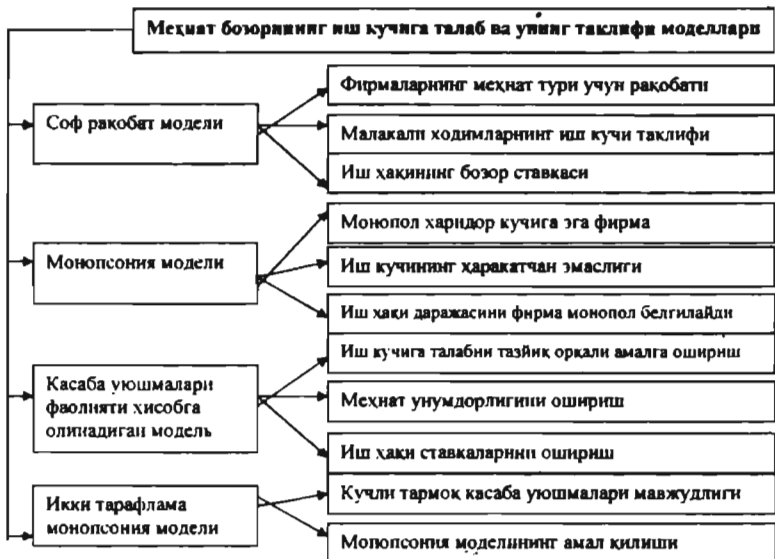 Меҳнат бозорининг иш кучига талаб ва унинг таклифи моделлари
Соф рақобат модели
Фирмаларнинг меҳнат тури учун рақобати
Малакали ходимларнинг иш кучи таклифи
Иш ҳақининг бозор ставкаси
Монопсония модели
Монопол харидор кучига эга фирма
Иш кучининг ҳаракатчан эмаслиги
Иш ҳақи даражасини фирма монопол белгилайди
Касаба уюшмалари
фаолияти ҳисобга
олинадиган модель
Иш кучига талабни тазйиқ орқали амалга ошириш
Меҳнат унумдорлигини ошириш
Иш ҳақи ставкаларини ошириш
Икки тарафлама
монопсония модели
Кучли тармоқ касаба уюшмалари мавжудлиги
Монопсония моделининг амал қилиши